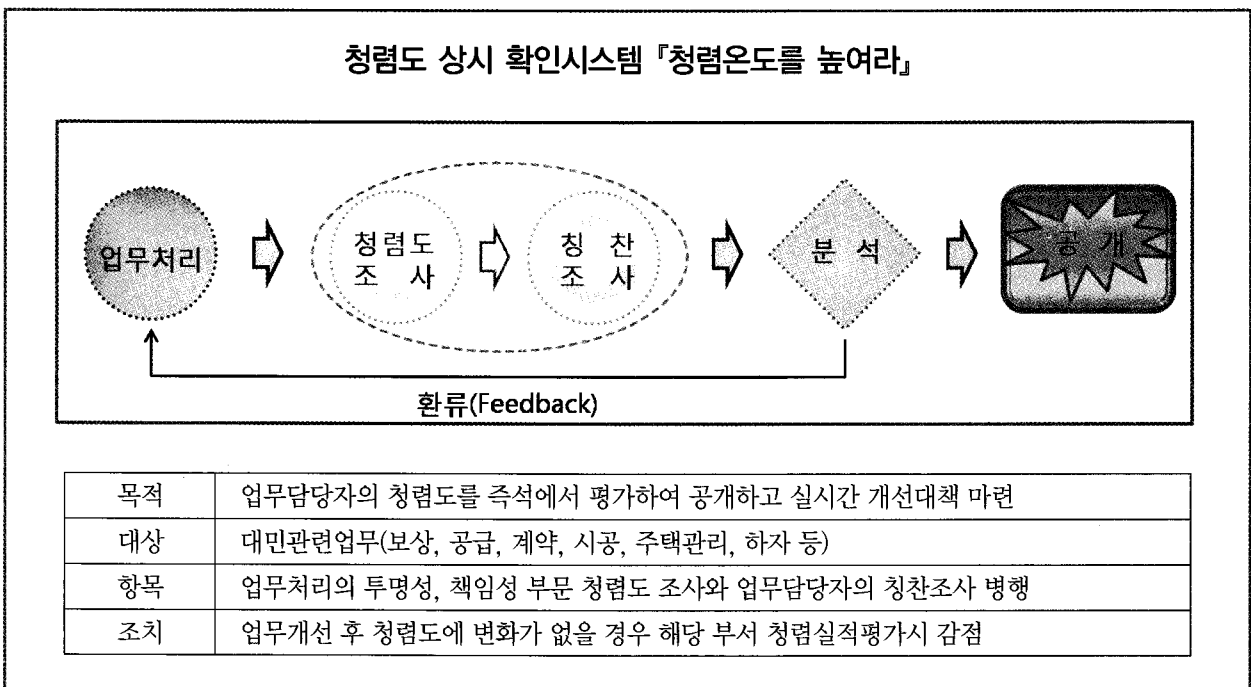 청렴도 상시 확인시스템 『청렴온도를 높여라』
업무처리
청렴도
조 사
칭 찬
조 사
분 석
공 개
환류(Feedback)
목적 업무담당자의 청렴도를 즉석에서 평가하여 공개하고 실시간 개선대책 마련
대상 대민관련업무(보상, 공급, 계약, 시공, 주택관리, 하자 등)
항목 업무처리의 투명성, 책임성 부문 청렴도 조사와 업무담당자의 칭찬조사 병행
조치 업무개선 후 청렴도에 변화가 없을 경우 해당 부서 청렴실적평가시 감점